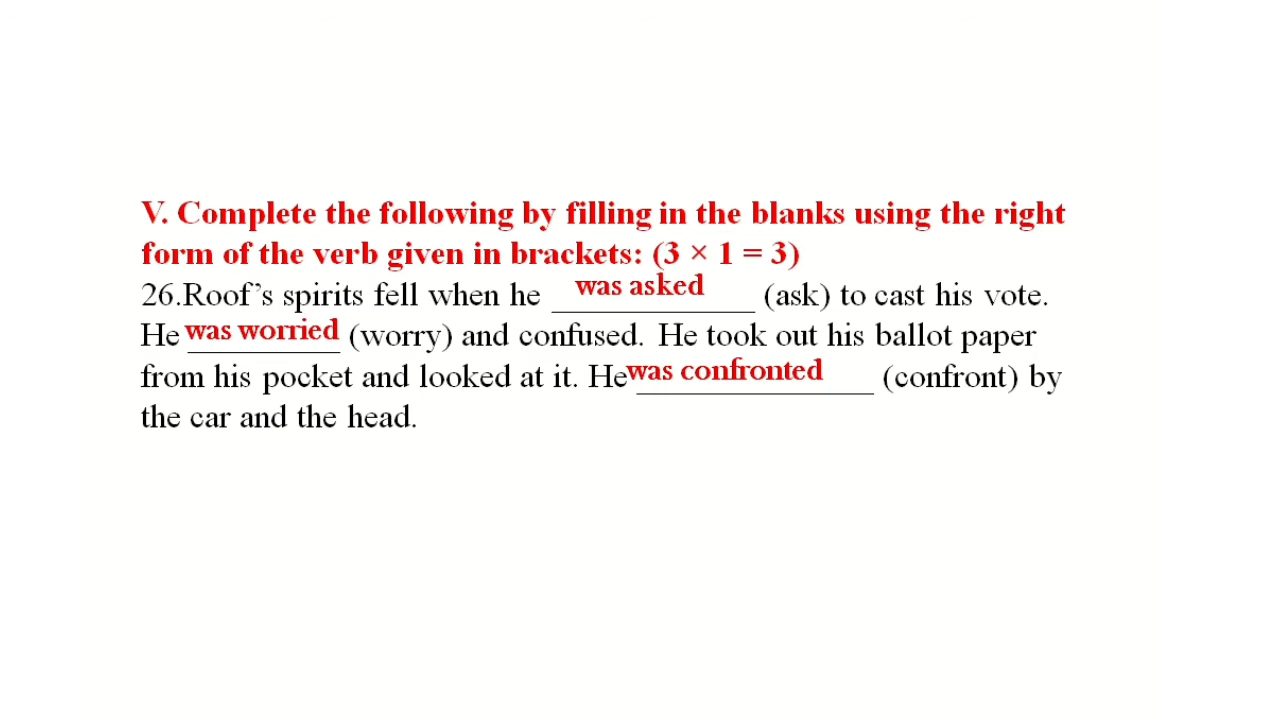 V. Complete the following by filling in the blanks using the right
form of the verb given in brackets: (3 × 1 = 3)
26.Roof’s spirits fell when he was asked (ask) to cast his vote.
He was worried (worry) and confused. He took out his ballot paper
from his pocket and looked at it. He was confronted (confront) by
the car and the head.